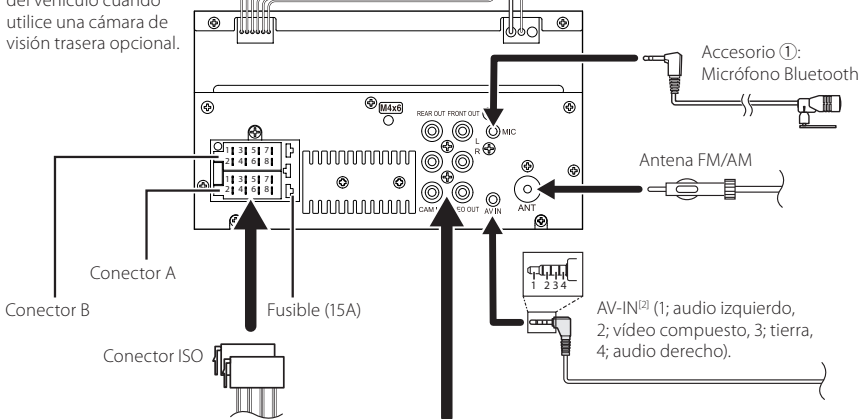 del vehículo cuando
utilice una cámara de
visión trasera opcional.
Accesorio ①:
Micrófono Bluetooth
M4x6
REAR OUT FRONT OUT
MIC
L
R
1 3 5 7
2 4 6 8
1 3 5 7
2 4 6 8
Antena FM/AM
ANT
AV IN
Conector A
Conector B
Fusible (15A)
1 2 3 4
AV-IN[2] (1; audio izquierdo,
2; vídeo compuesto, 3; tierra,
4; audio derecho).
Conector ISO